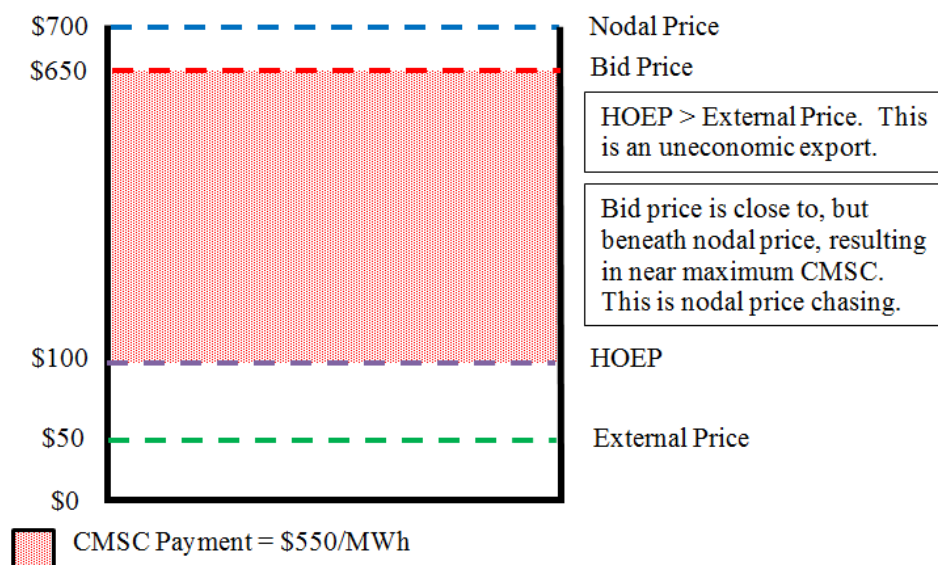 $700
Nodal Price
$650
Bid Price
HOEP > External Price. This
is an uneconomic export.
Bid price is close to, but
beneath nodal price, resulting
in near maximum CMSC.
This is nodal price chasing.
$100
HOEP
$50
External Price
$0
CMSC Payment = $550/MWh